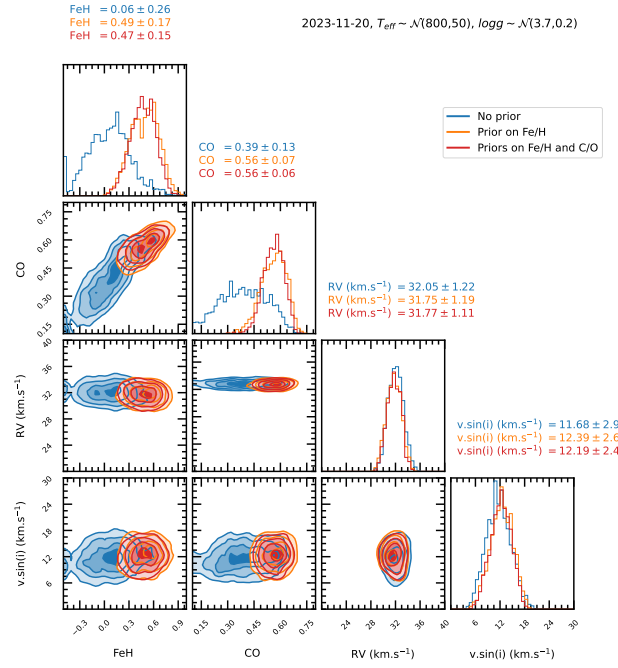 FeH = 0.06 ± 0.26
FeH = 0.49 ± 0.17
FeH = 0.47 ± 0.15
2023-11-20, T_eff ~ 𝒩(800,50), logg ~ 𝒩(3.7,0.2)
No prior
Prior on Fe/H
Priors on Fe/H and C/O
CO = 0.39 ± 0.13
CO = 0.56 ± 0.07
CO = 0.56 ± 0.06
0.75
0.60
0.45
0.30
0.15
CO
RV (km.s⁻¹) = 32.05 ± 1.22
RV (km.s⁻¹) = 31.75 ± 1.19
RV (km.s⁻¹) = 31.77 ± 1.11
40
36
32
28
24
RV (km.s⁻¹)
v.sin(i) (km.s⁻¹) = 11.68 ± 2.9
v.sin(i) (km.s⁻¹) = 12.39 ± 2.6
v.sin(i) (km.s⁻¹) = 12.19 ± 2.4
30
24
18
12
6
v.sin(i) (km.s⁻¹)
−0.3 0.0 0.3 0.6 0.9
0.15 0.30 0.45 0.60 0.75
24 28 32 36 40
6 12 18 24 30
FeH
CO
RV (km.s⁻¹)
v.sin(i) (km.s⁻¹)